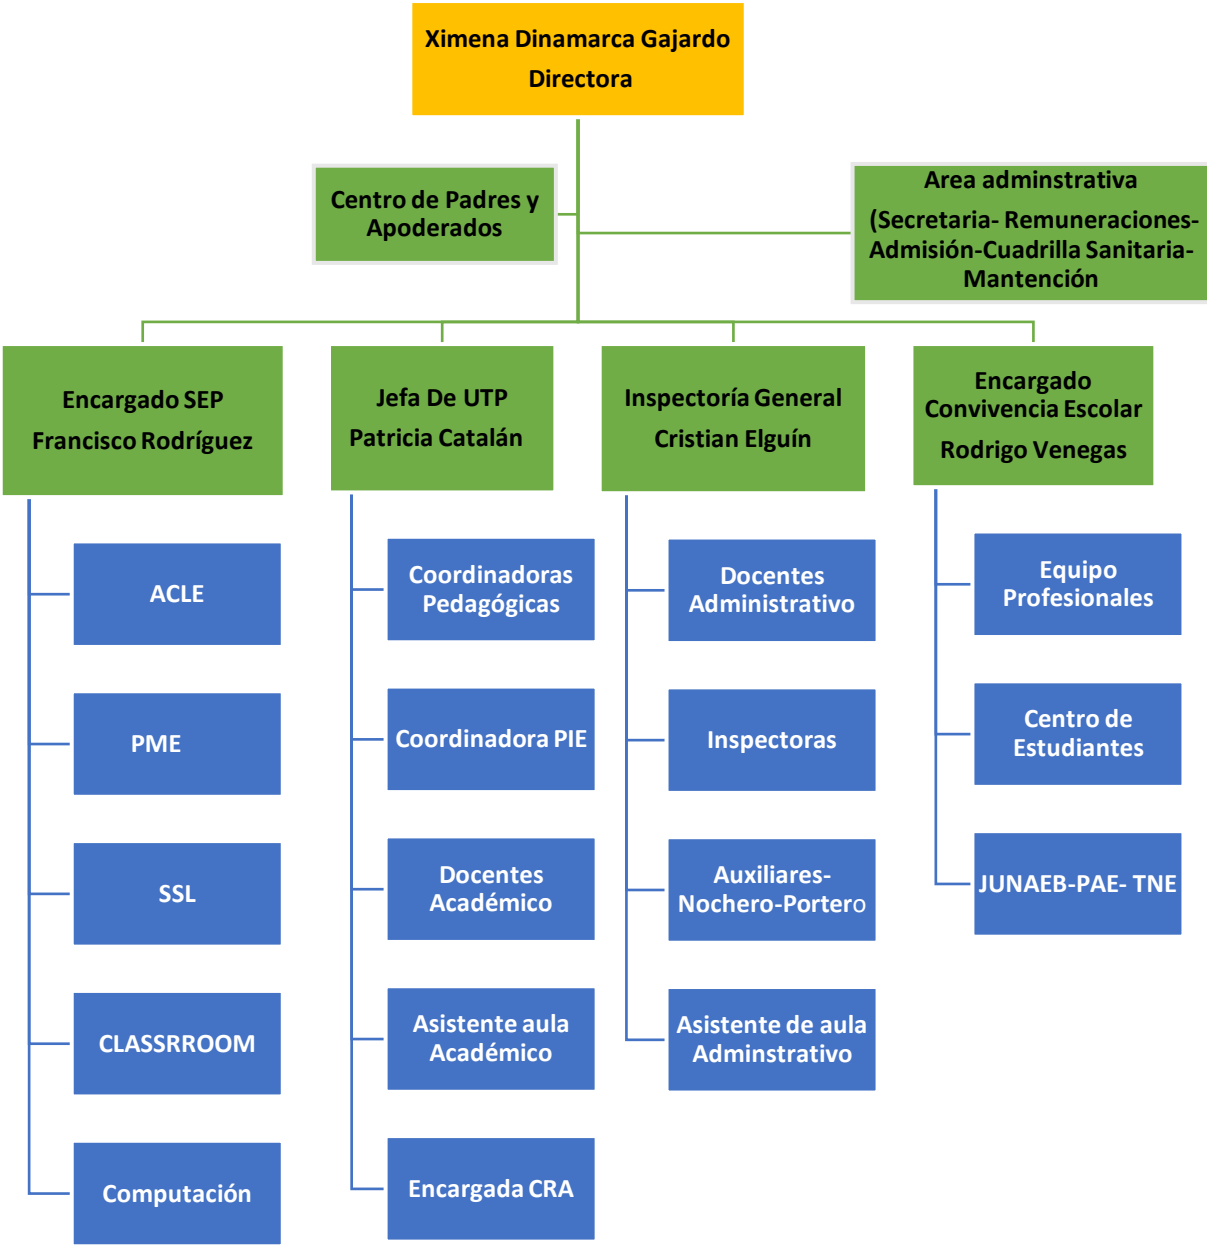 Ximena Dinamarca Gajardo
Directora
Centro de Padres y
Apoderados
Area adminstrativa
(Secretaria- Remuneraciones-
Admisión-Cuadrilla Sanitaria-
Mantención
Encargado SEP
Francisco Rodríguez
Jefa De UTP
Patricia Catalán
Inspectoría General
Cristian Elguín
Encargado
Convivencia Escolar
Rodrigo Venegas
ACLE
PME
SSL
CLASSRROOM
Computación
Coordinadoras
Pedagógicas
Coordinadora PIE
Docentes
Académico
Asistente aula
Académico
Encargada CRA
Docentes
Administrativo
Inspectoras
Auxiliares-
Nochero-Portero
Asistente de aula
Adminstrativo
Equipo
Profesionales
Centro de
Estudiantes
JUNAEB-PAE- TNE